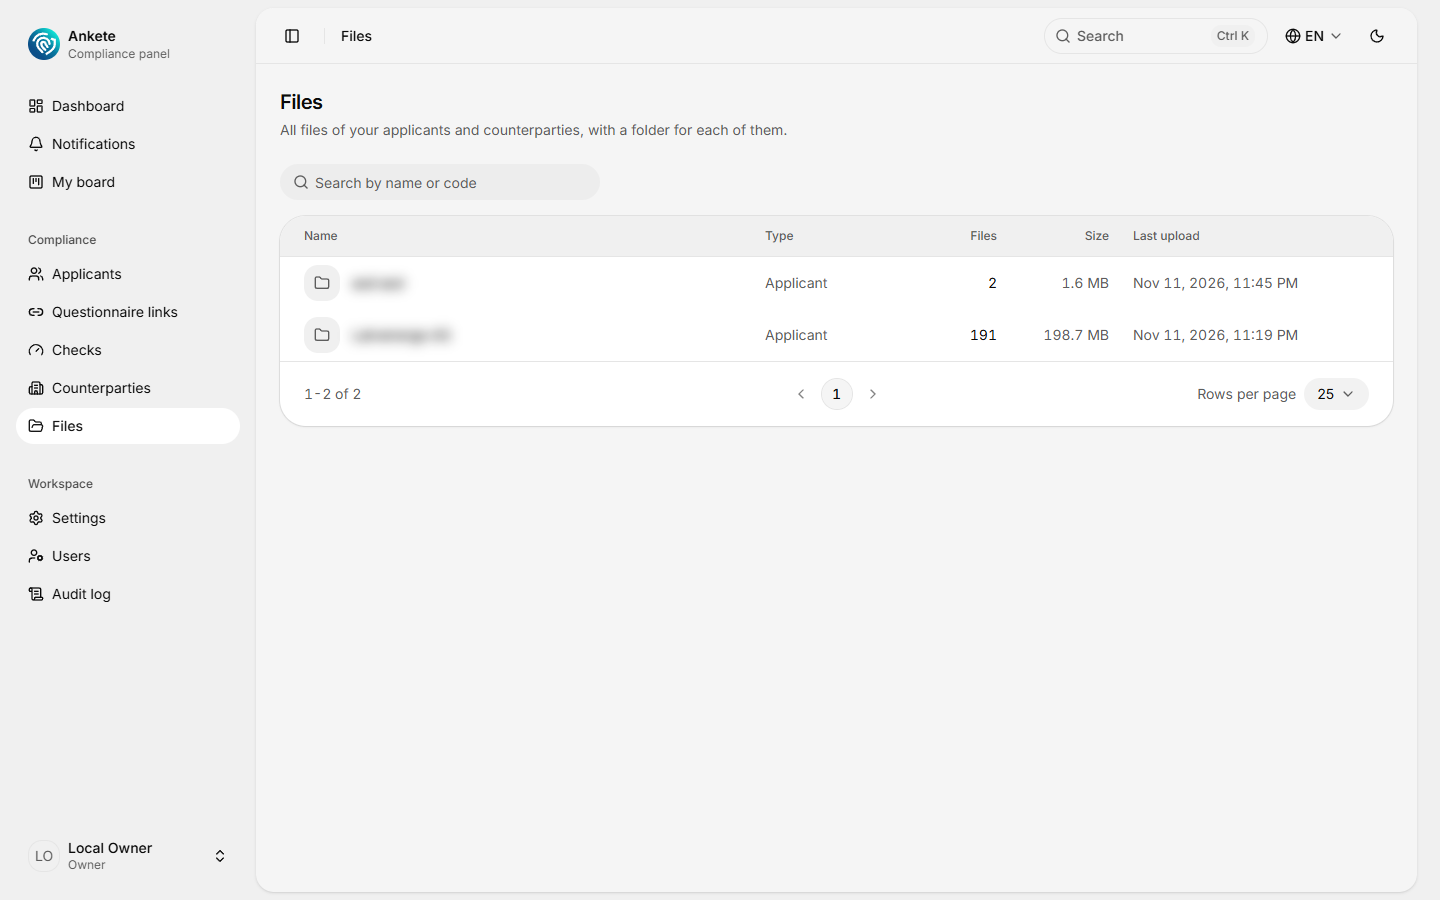 Ankete
Compliance panel
Dashboard
Notifications
My board
Compliance
Applicants
Questionnaire links
Checks
Counterparties
Files
Workspace
Settings
Users
Audit log
LO
Local Owner
Owner
Files
Search
Ctrl K
EN
Files
All files of your applicants and counterparties, with a folder for each of them.
Search by name or code
Name Type Files Size Last upload
Applicant 2 1.6 MB Nov 11, 2026, 11:45 PM
Applicant 191 198.7 MB Nov 11, 2026, 11:19 PM
1-2 of 2
1
Rows per page 25